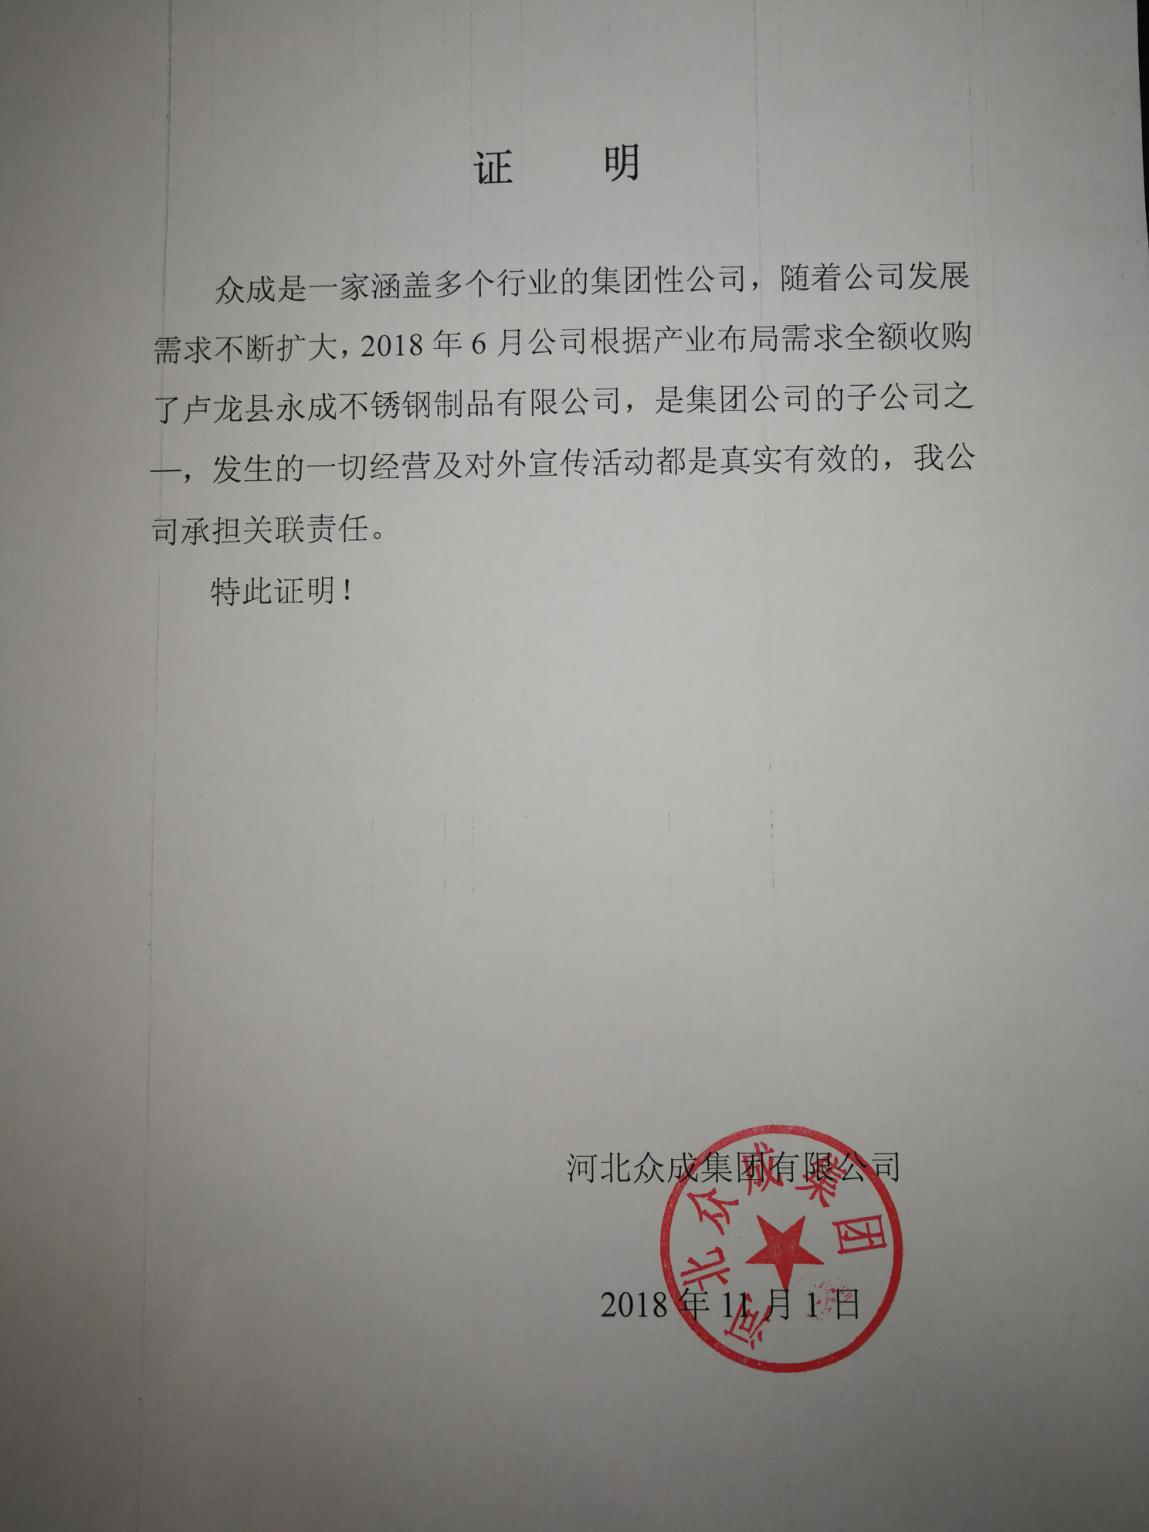 证 明
众成是一家涵盖多个行业的集团性公司，随着公司发展
需求不断扩大，2018 年 6 月公司根据产业布局需求全额收购
了卢龙县永成不锈钢制品有限公司，是集团公司的子公司之
一，发生的一切经营及对外宣传活动都是真实有效的，我公
司承担关联责任。
特此证明！
河北众成集团有限公司
河北众成集团
2018 年 11 月 1 日